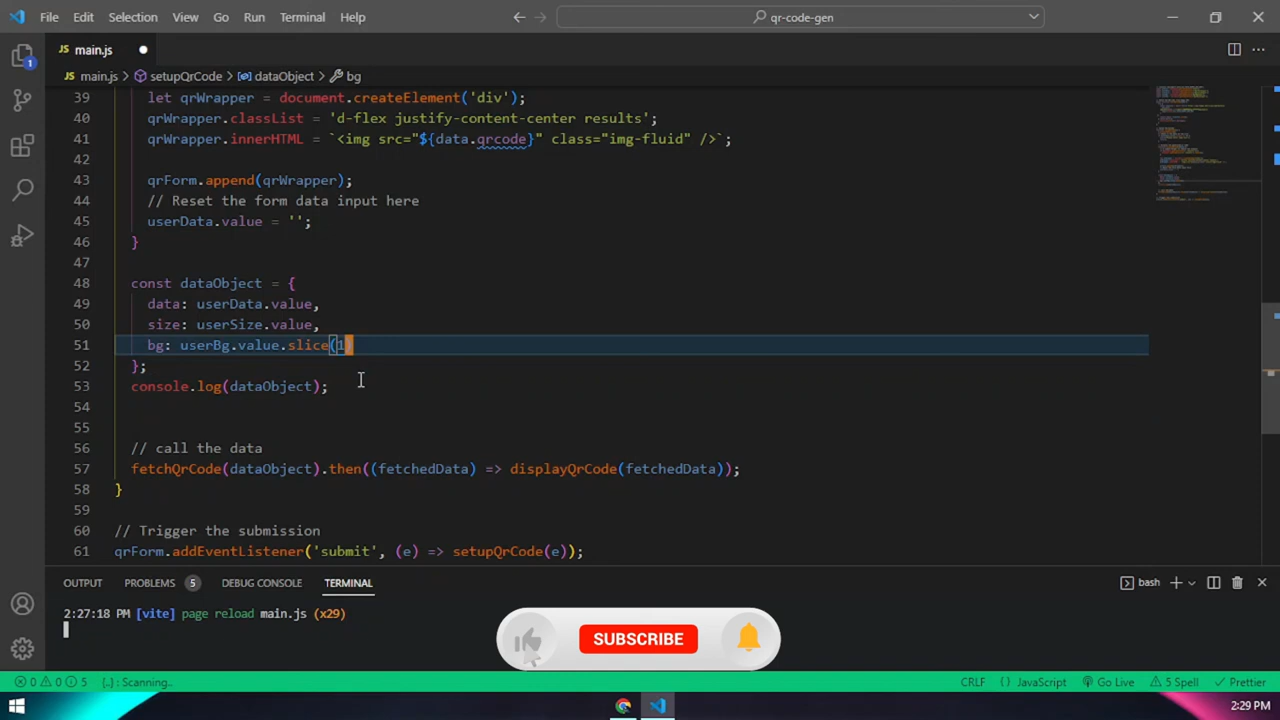 File Edit Selection View Go Run Terminal Help
qr-code-gen
JS main.js
JS main.js > setupQrCode > dataObject > bg
39 let qrWrapper = document.createElement('div');
40 qrWrapper.classList = 'd-flex justify-content-center results';
41 qrWrapper.innerHTML = `<img src="${data.qrcode}" class="img-fluid" />`;
42
43 qrForm.append(qrWrapper);
44 // Reset the form data input here
45 userData.value = '';
46 }
47
48 const dataObject = {
49 data: userData.value,
50 size: userSize.value,
51 bg: userBg.value.slice(1)
52 };
53 console.log(dataObject);
54
55
56 // call the data
57 fetchQrCode(dataObject).then((fetchedData) => displayQrCode(fetchedData));
58 }
59
60 // Trigger the submission
61 qrForm.addEventListener('submit', (e) => setupQrCode(e));
OUTPUT PROBLEMS 5 DEBUG CONSOLE TERMINAL
bash
2:27:18 PM [vite] page reload main.js (x29)
SUBSCRIBE
0 0 5 [..]: Scanning..
CRLF {} JavaScript Go Live 5 Spell Prettier
2:29 PM
1